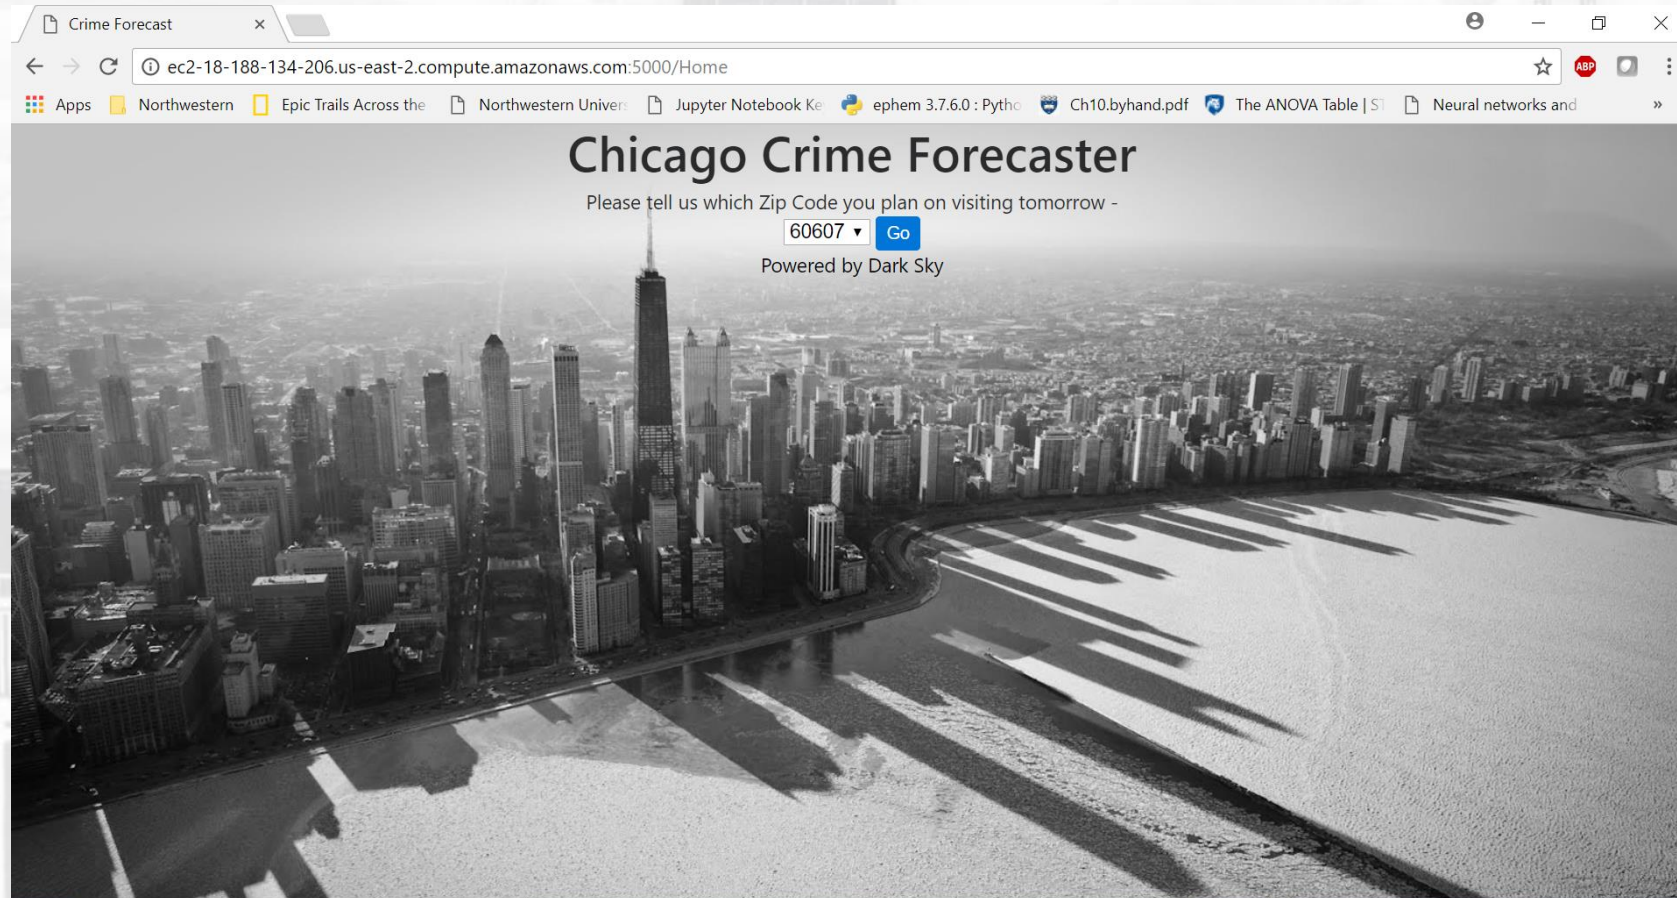 Crime Forecast
ec2-18-188-134-206.us-east-2.compute.amazonaws.com:5000/Home
ABP
Apps Northwestern Epic Trails Across the Northwestern Univers Jupyter Notebook Ke ephem 3.7.6.0 : Pytho Ch10.byhand.pdf The ANOVA Table | S Neural networks and »
Chicago Crime Forecaster
Please tell us which Zip Code you plan on visiting tomorrow -
60607 Go
Powered by Dark Sky